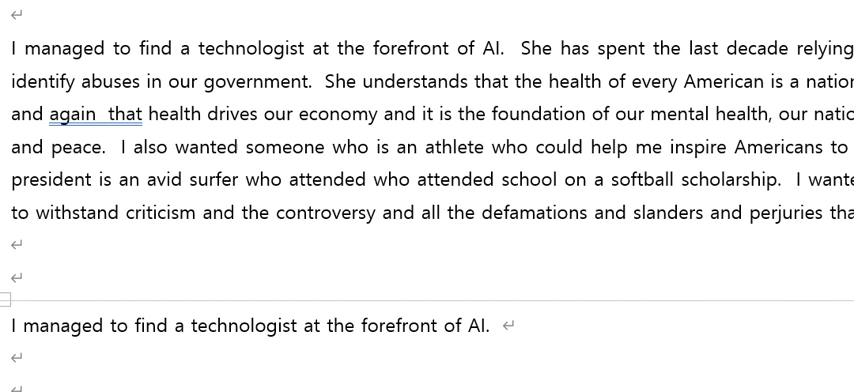 I managed to find a technologist at the forefront of AI.  She has spent the last decade relying
identify abuses in our government.  She understands that the health of every American is a
and again  that health drives our economy and it is the foundation of our mental health, our
and peace.  I also wanted someone who is an athlete who could help me inspire Americans to
president is an avid surfer who attended who attended school on a softball scholarship.  I
to withstand criticism and the controversy and all the defamations and slanders and perjuries
I managed to find a technologist at the forefront of AI.